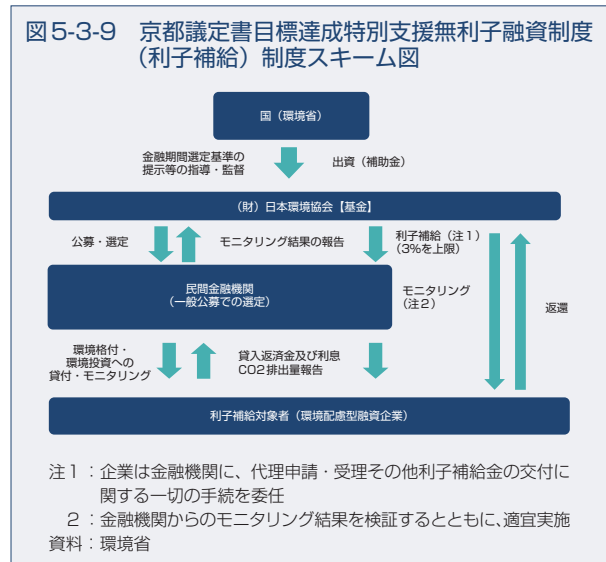 図5-3-9 京都議定書目標達成特別支援無利子融資制度
（利子補給）制度スキーム図
国（環境省）
金融期間選定基準の
提示等の指導・監督
出資（補助金）
（財）日本環境協会【基金】
公募・選定
モニタリング結果の報告
利子補給（注1）
（3%を上限）
民間金融機関
（一般公募での選定）
モニタリング
（注2）
返還
環境格付・
環境投資への
貸付・モニタリング
貸入返済金及び利息
CO2排出量報告
利子補給対象者（環境配慮型融資企業）
注1：企業は金融機関に、代理申請・受理その他利子補給金の交付に
関する一切の手続を委任
2：金融機関からのモニタリング結果を検証するとともに、適宜実施
資料：環境省